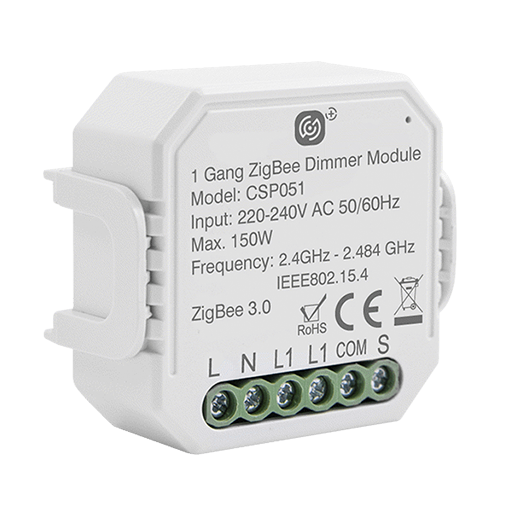 1 Gang ZigBee Dimmer Module
Model: CSP051
Input: 220-240V AC 50/60Hz
Max. 150W
Frequency: 2.4GHz - 2.484 GHz
IEEE802.15.4
ZigBee 3.0
RoHS CE
L N L1 L1 COM S